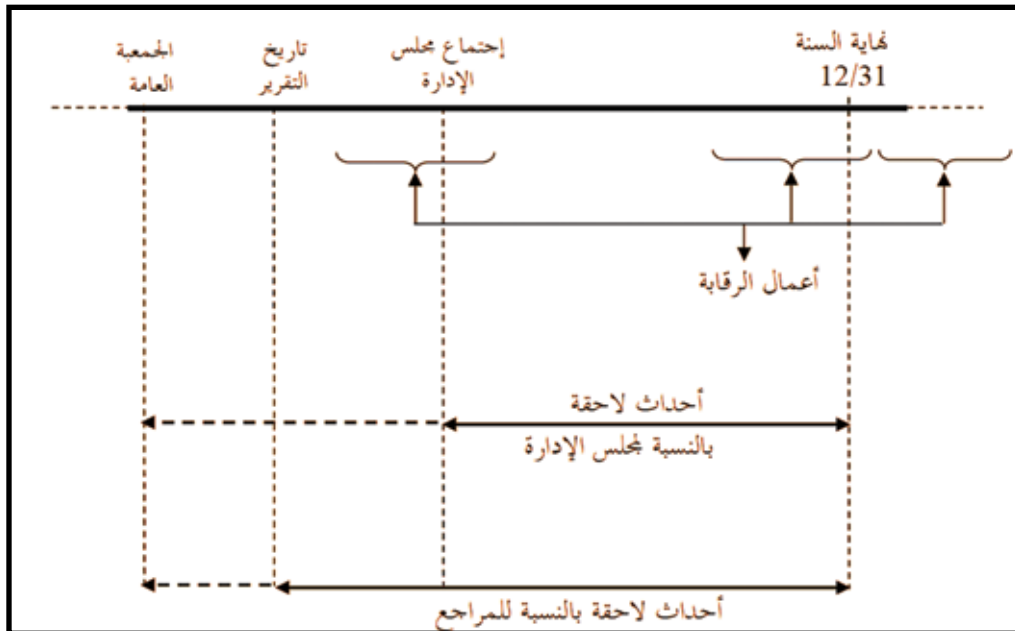 نهاية السنة
12/31
إجتماع مجلس
الإدارة
تاريخ
التقرير
الجمعية
العامة
أعمال الرقابة
أحداث لاحقة
بالنسبة لمجلس الإدارة
أحداث لاحقة بالنسبة للمراجع